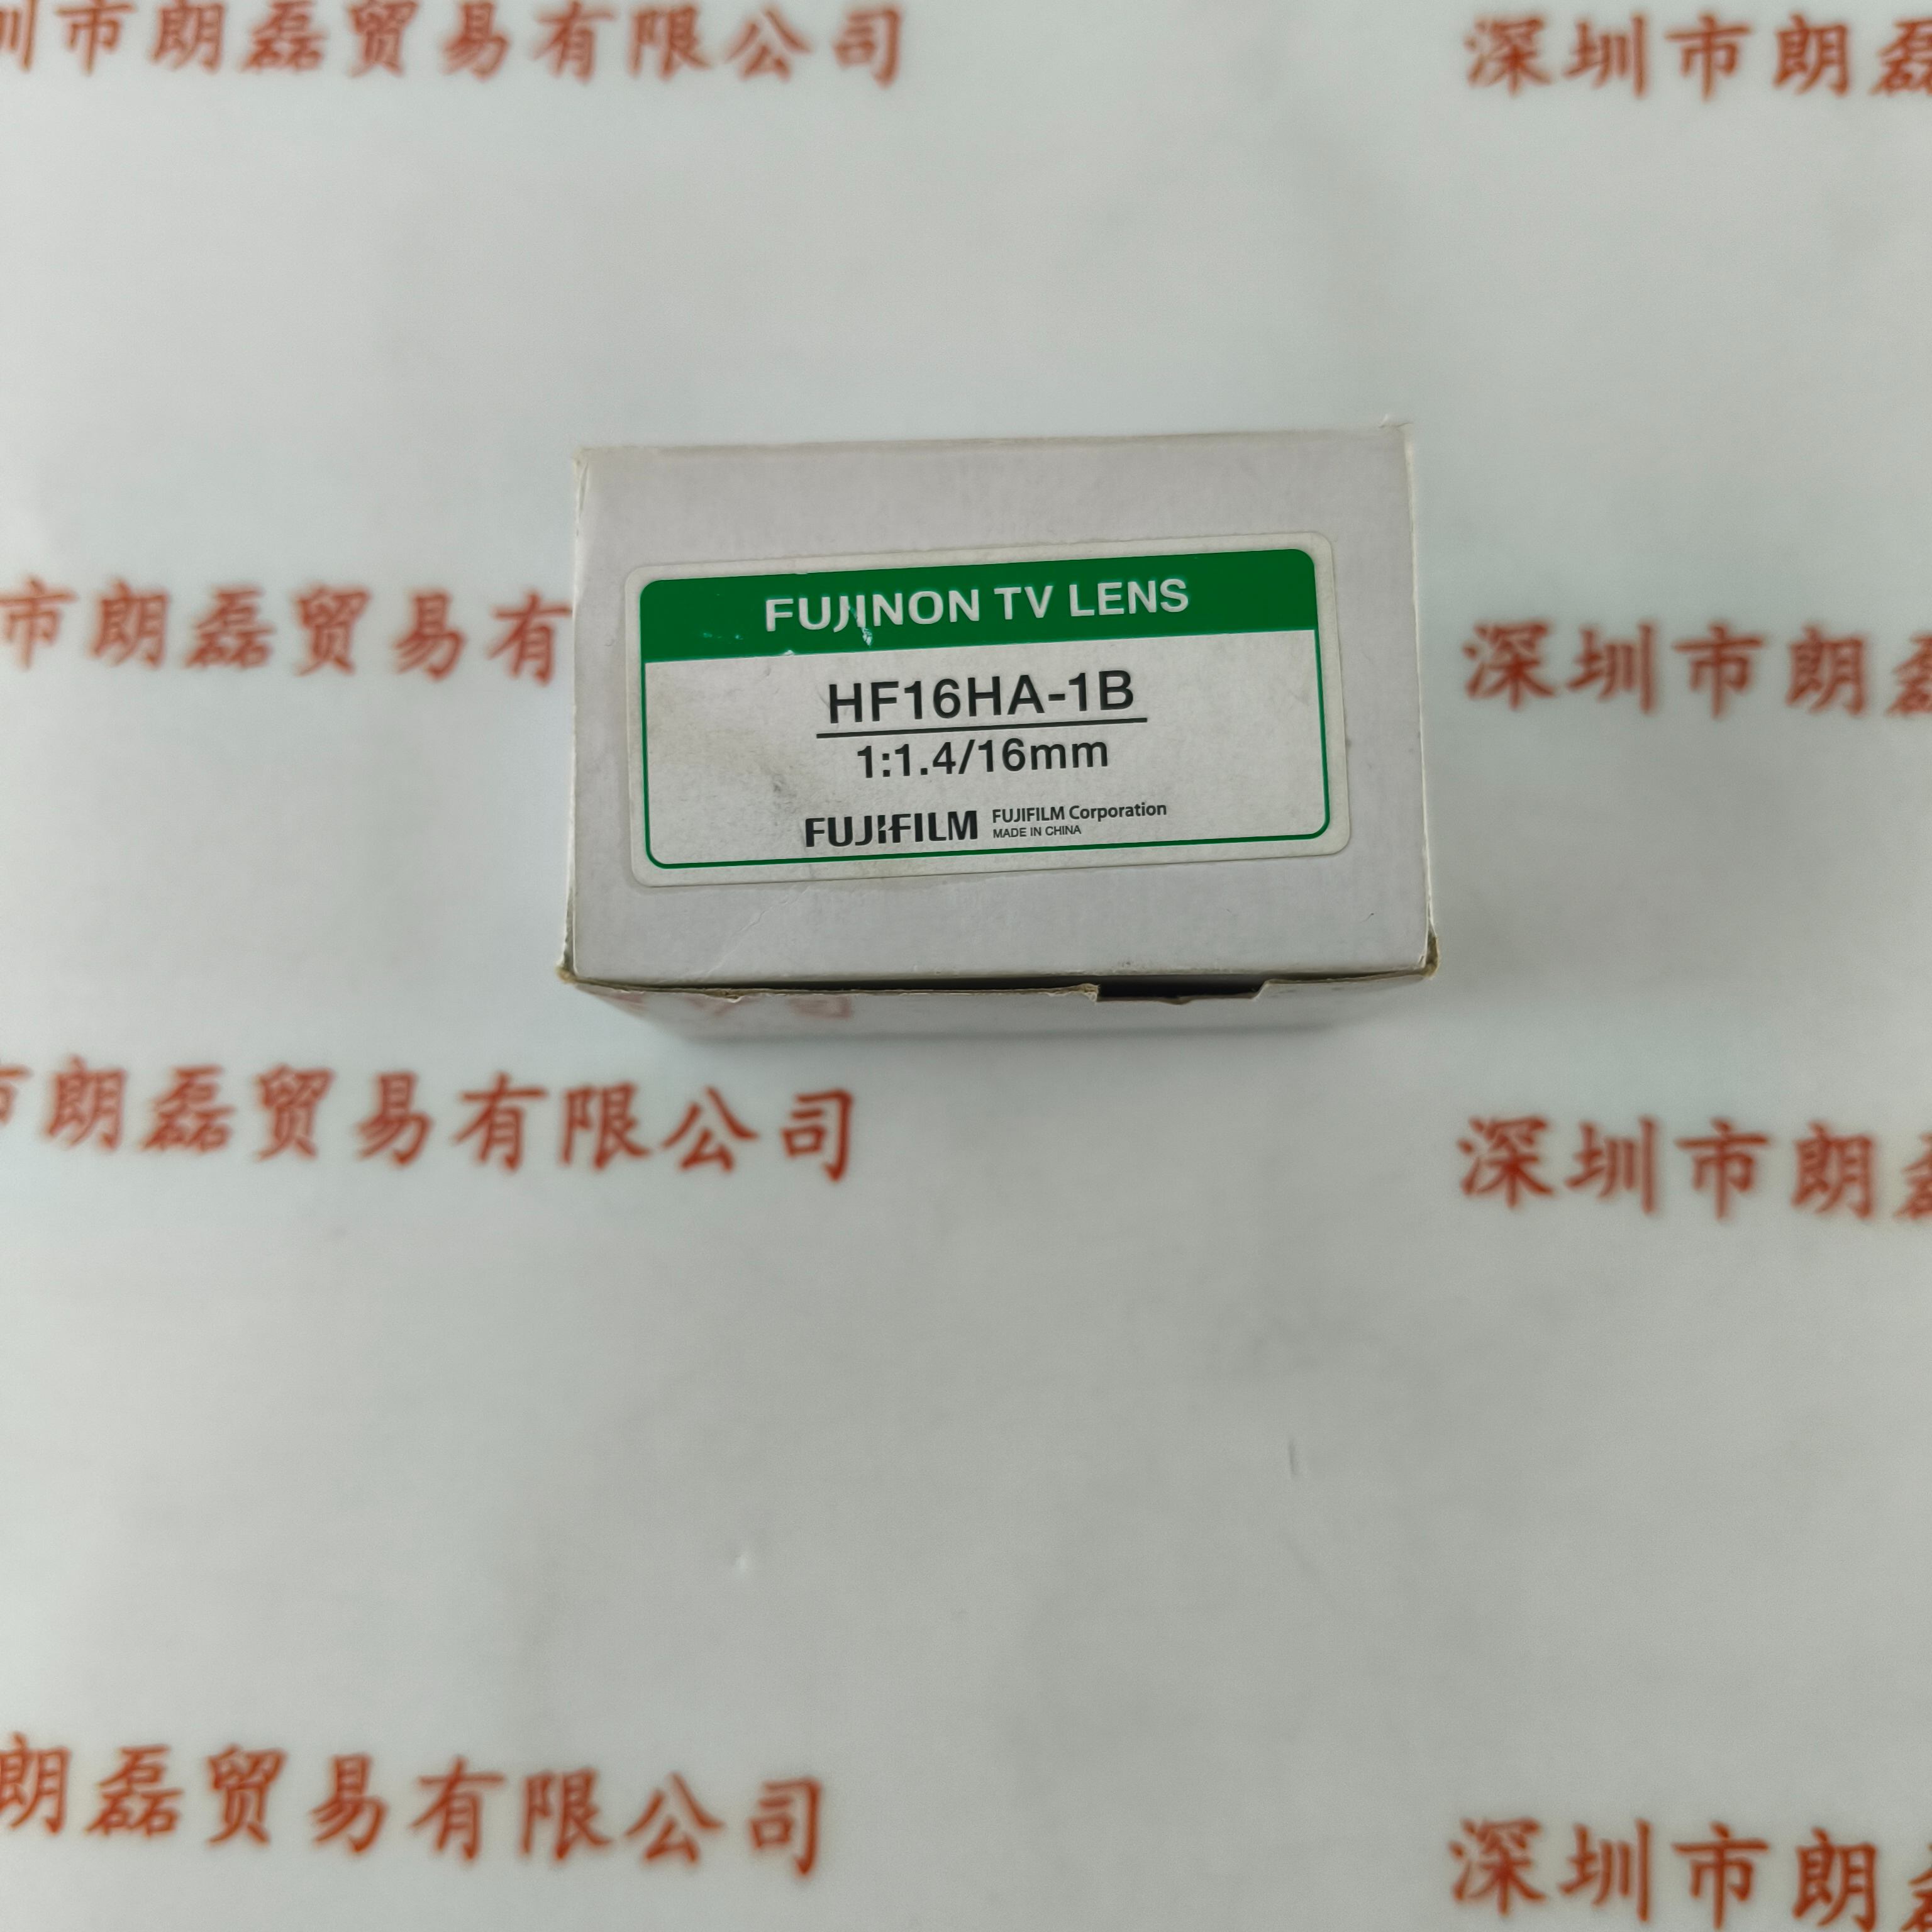 圳市朗磊贸易有限公司
深圳市朗磊
FUJINON TV LENS
HF16HA-1B
1:1.4/16mm
FUJIFILM FUJIFILM Corporation
MADE IN CHINA
市朗磊贸易有
深圳市朗磊
市朗磊贸易有限公司
深圳市朗磊
朗磊贸易有限公司
深圳市朗磊